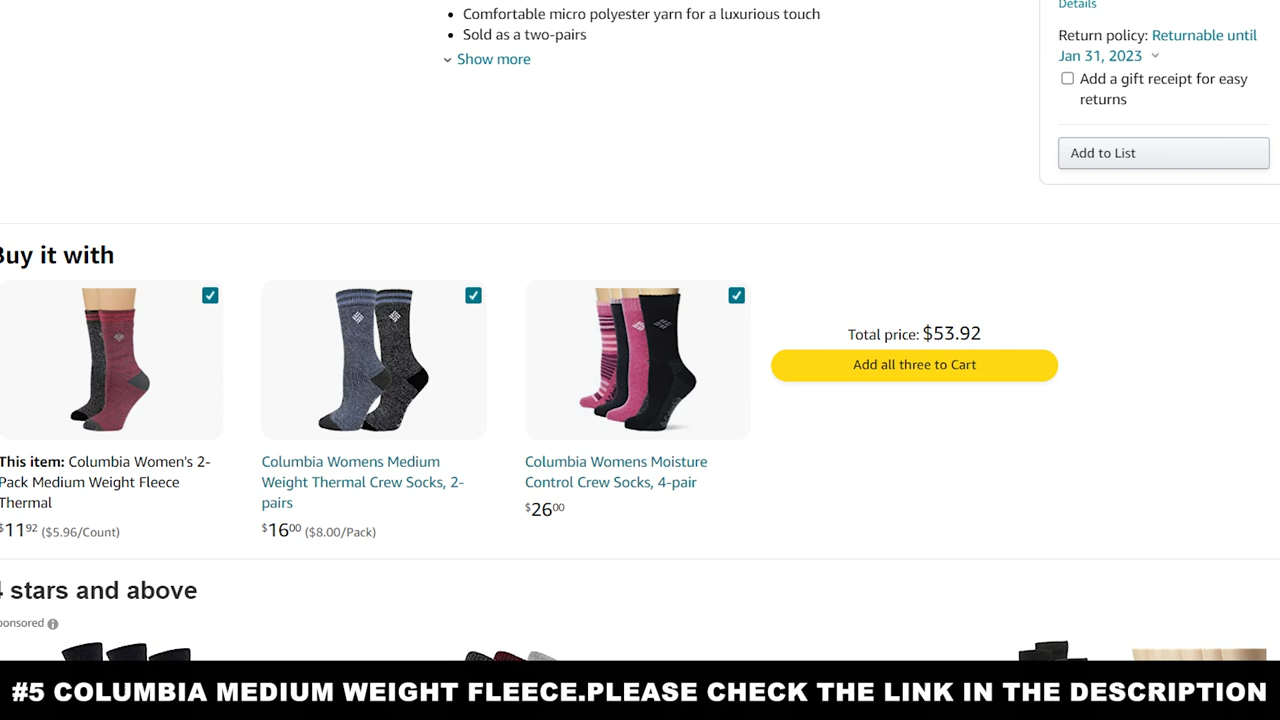 Comfortable micro polyester yarn for a luxurious touch
Sold as a two-pairs
Show more
Details
Return policy: Returnable until
Jan 31, 2023
Add a gift receipt for easy
returns
Add to List
Buy it with
This item: Columbia Women's 2-
Pack Medium Weight Fleece
Thermal
$11.92 ($5.96/Count)
Columbia Womens Medium
Weight Thermal Crew Socks, 2-
pairs
$16.00 ($8.00/Pack)
Columbia Womens Moisture
Control Crew Socks, 4-pair
$26.00
Total price: $53.92
Add all three to Cart
4 stars and above
ponsored
#5 COLUMBIA MEDIUM WEIGHT FLEECE.PLEASE CHECK THE LINK IN THE DESCRIPTION